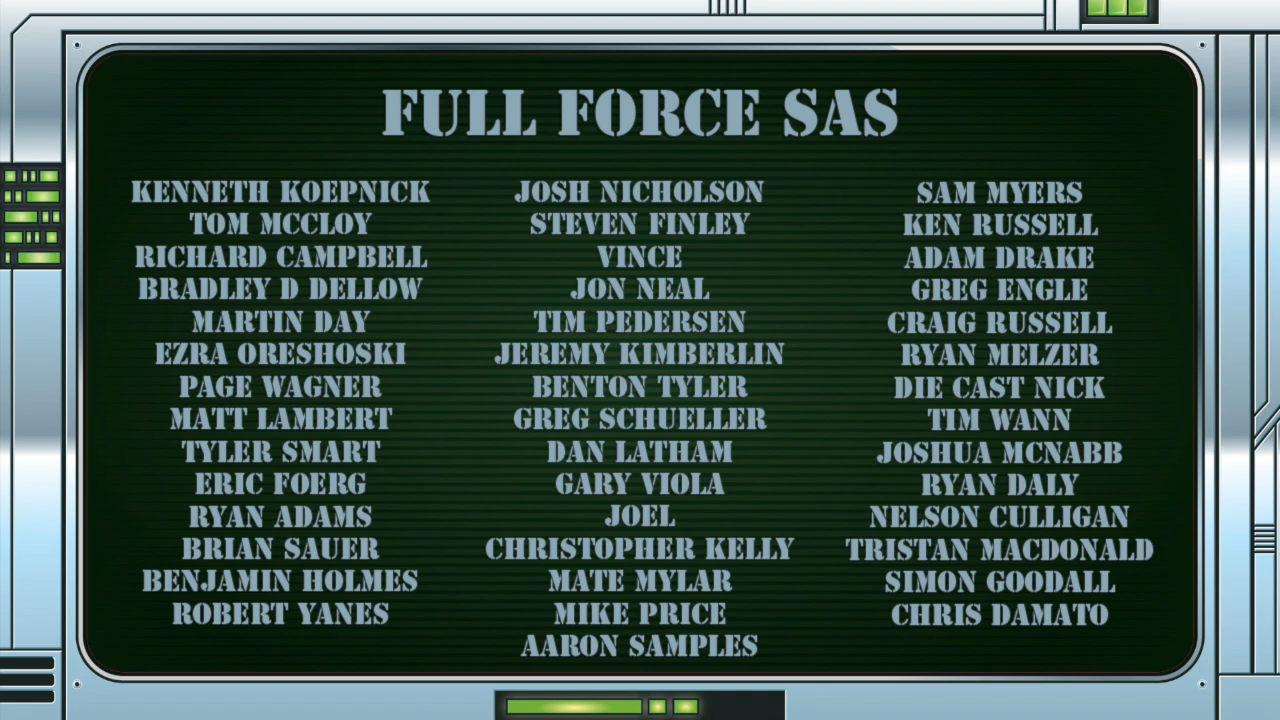 FULL FORCE SAS
KENNETH KOEPNICK
TOM MCCLOY
RICHARD CAMPBELL
BRADLEY D DELLOW
MARTIN DAY
EZRA ORESHOSKI
PAGE WAGNER
MATT LAMBERT
TYLER SMART
ERIC FOERG
RYAN ADAMS
BRIAN SAUER
BENJAMIN HOLMES
ROBERT YANES
JOSH NICHOLSON
STEVEN FINLEY
VINCE
JON NEAL
TIM PEDERSEN
JEREMY KIMBERLIN
BENTON TYLER
GREG SCHUELLER
DAN LATHAM
GARY VIOLA
JOEL
CHRISTOPHER KELLY
MATE MYLAR
MIKE PRICE
AARON SAMPLES
SAM MYERS
KEN RUSSELL
ADAM DRAKE
GREG ENGLE
CRAIG RUSSELL
RYAN MELZER
DIE CAST NICK
TIM WANN
JOSHUA MCNABB
RYAN DALY
NELSON CULLIGAN
TRISTAN MACDONALD
SIMON GOODALL
CHRIS DAMATO